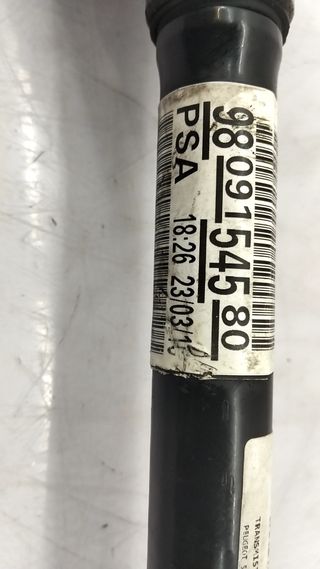 98 091 545 80
PSA 18:26 23/03/1
TRANSMIS
PEUGEOT